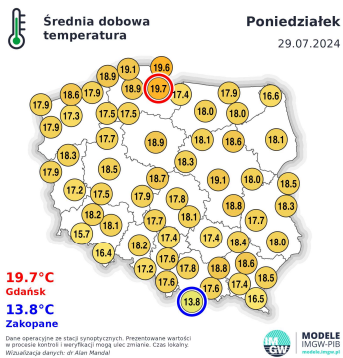 Średnia dobowa
temperatura
Poniedziałek
29.07.2024
19.6
18.9 19.1
18.6 17.9 18.9 19.7 17.4 17.9 16.6
17.9
17.3 17.5 17.5 18.0 18.0
17.9
17.7 18.9 18.1 18.6 18.1
18.3
17.9 18.5 18.3
18.7 19.1 18.0 18.5
17.2 17.5 17.9 17.8 18.8 18.3
18.2 18.1 17.7 18.1 17.7
15.7 17.4 17.4 18.4 18.0
16.4 18.2
17.2 17.6 17.8 18.8 18.6
17.6 17.6 17.4 18.5
13.8 16.5
19.7°C
Gdańsk
13.8°C
Zakopane
Dane operacyjne ze stacji synoptycznych. Prezentowane wartości
w procesie kontroli i weryfikacji mogą ulec zmianie. Czas lokalny.
Wizualizacja danych: dr Alan Mandal
IM
GW
MODELE
IMGW-PIB
modele.imgw.pl